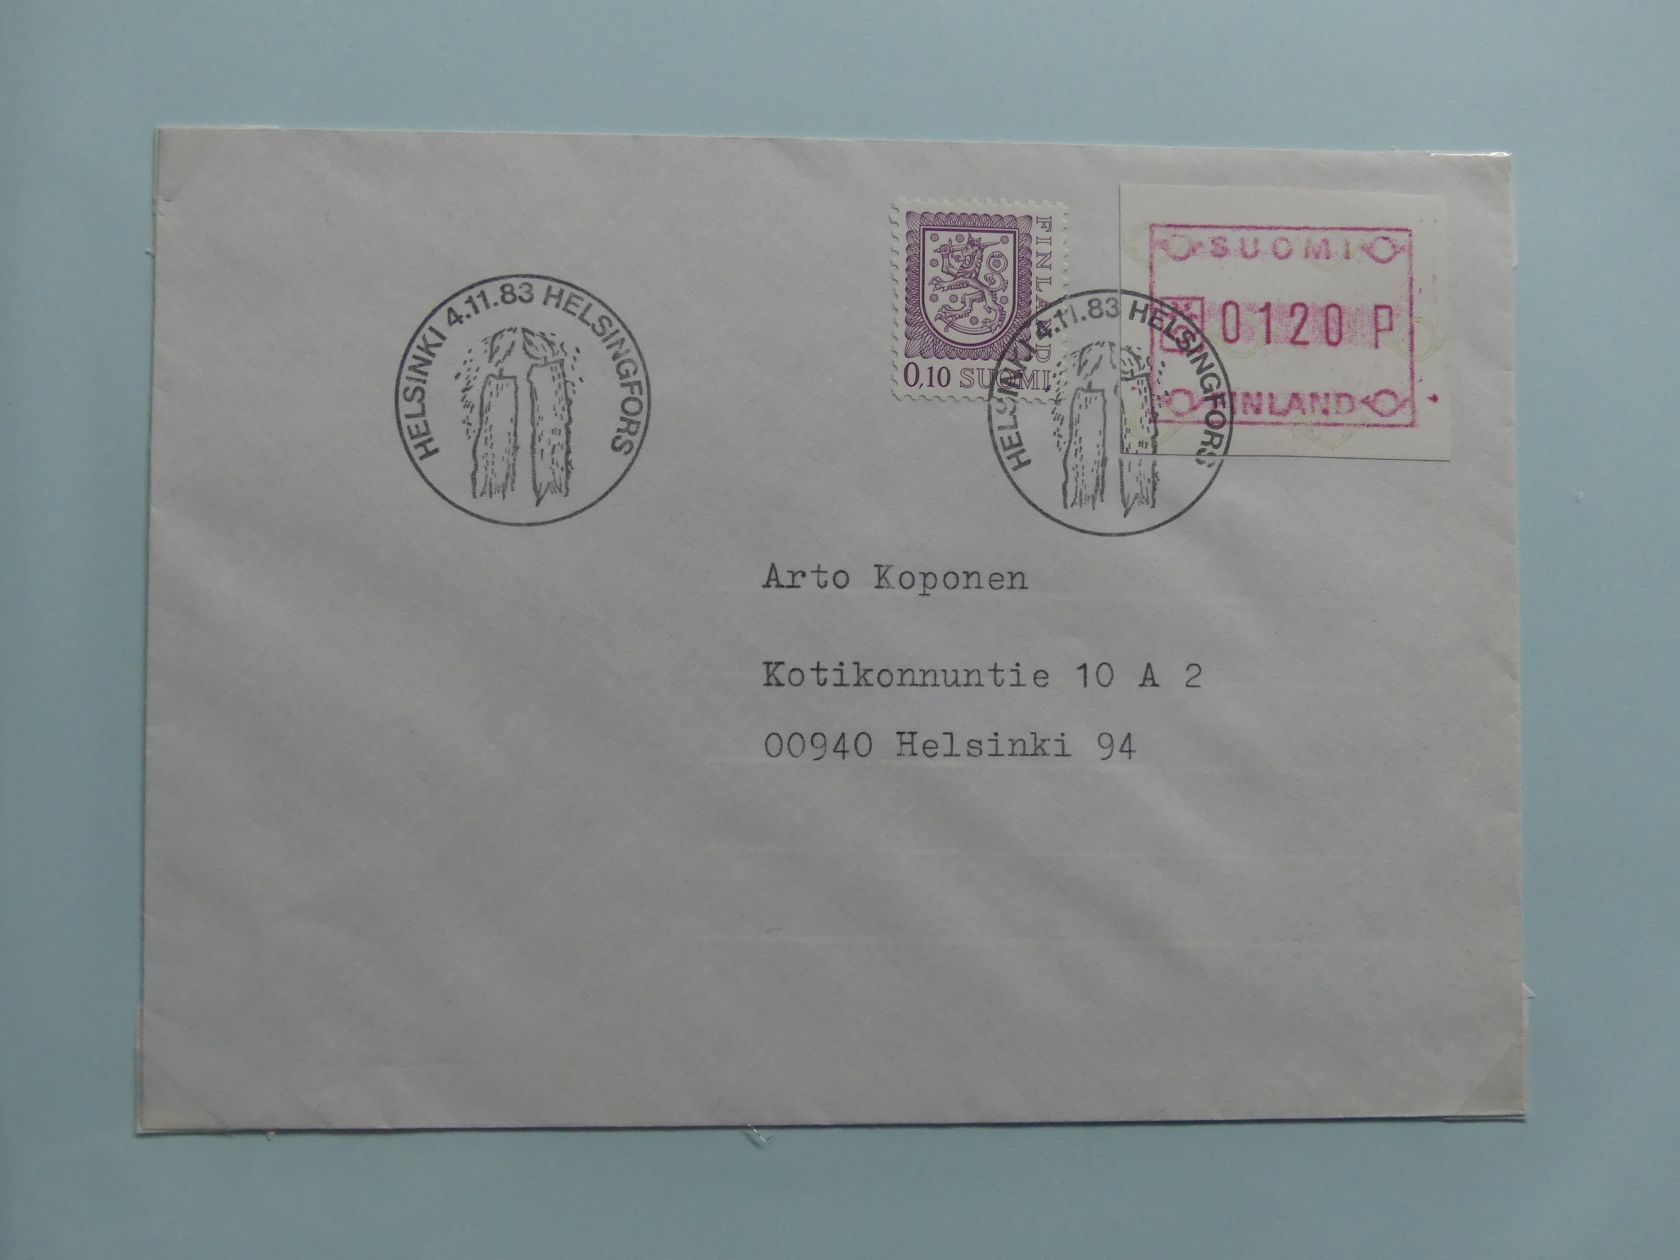 HELSINKI 4.11.83 HELSINGFORS
FINLAND
0,10 SUOMI
HELSINKI 4.11.83 HELSINGFORS
SUOMI
0120 P
FINLAND
Arto Koponen
Kotikonnuntie 10 A 2
00940 Helsinki 94